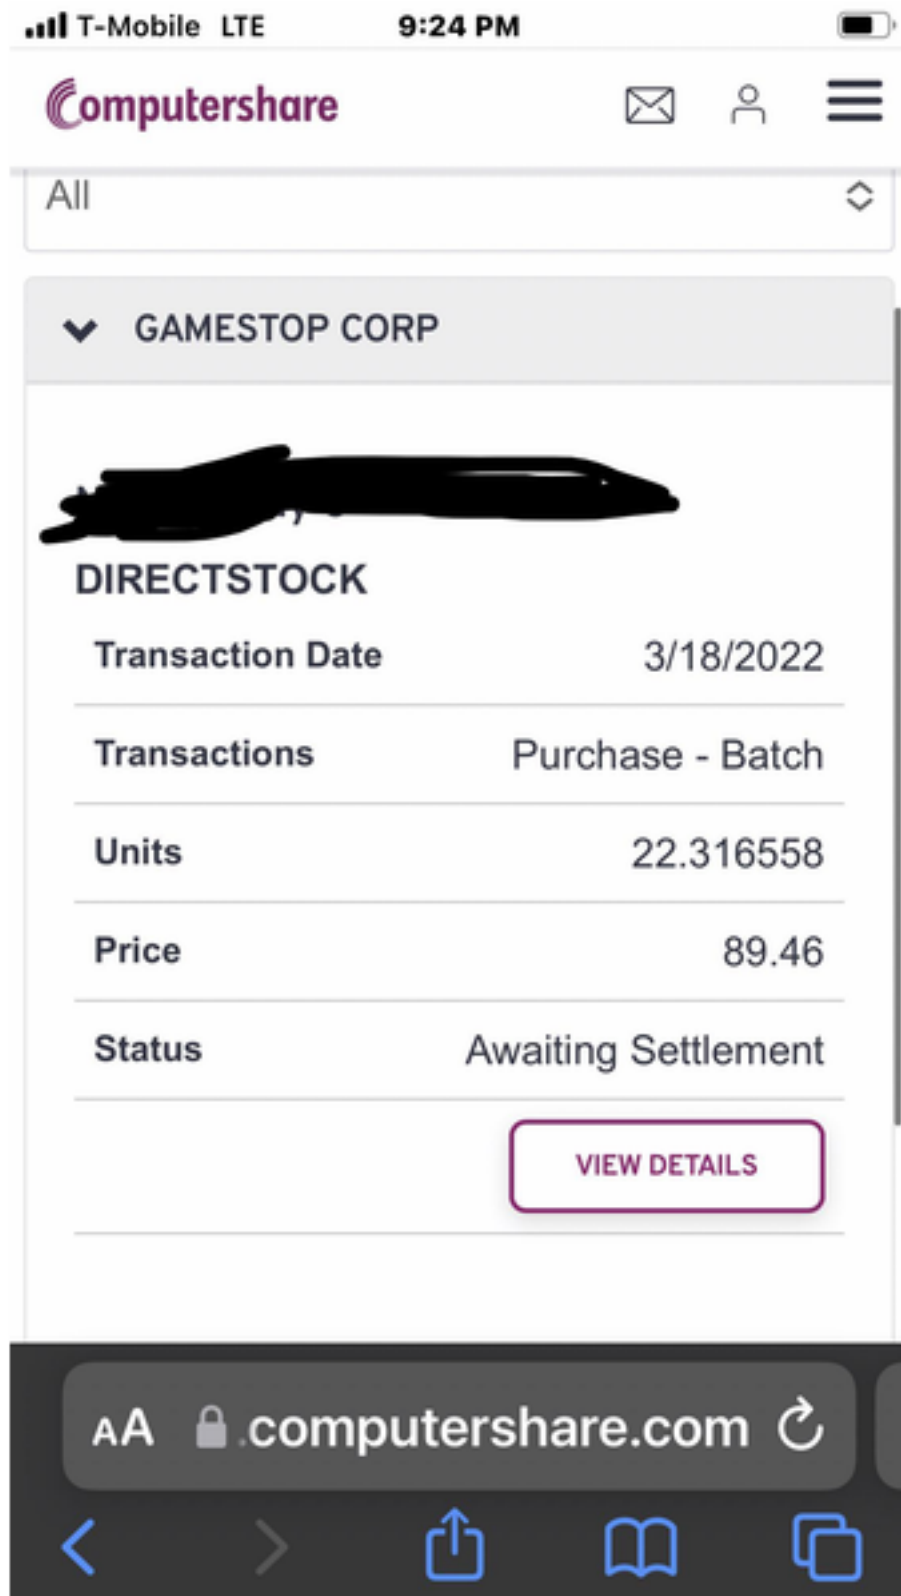 T-Mobile LTE 9:24 PM
Computershare
All
GAMESTOP CORP
DIRECTSTOCK
Transaction Date 3/18/2022
Transactions Purchase - Batch
Units 22.316558
Price 89.46
Status Awaiting Settlement
VIEW DETAILS
AA .computershare.com